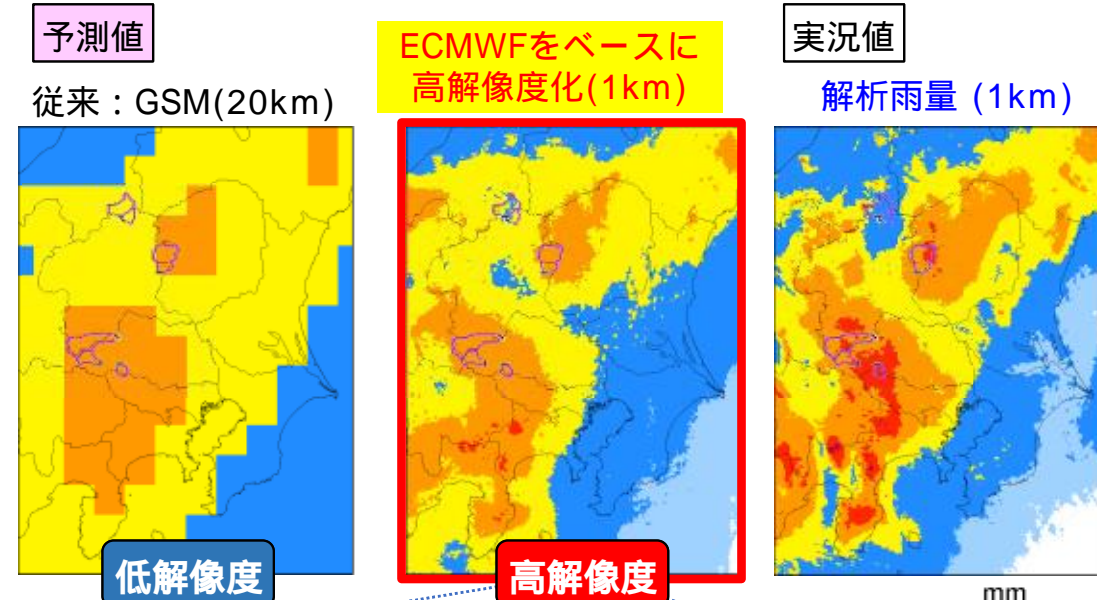 予測値
従来：GSM(20km)
ECMWFをベースに
高解像度化(1km)
実況値
解析雨量 (1km)
低解像度
高解像度
mm